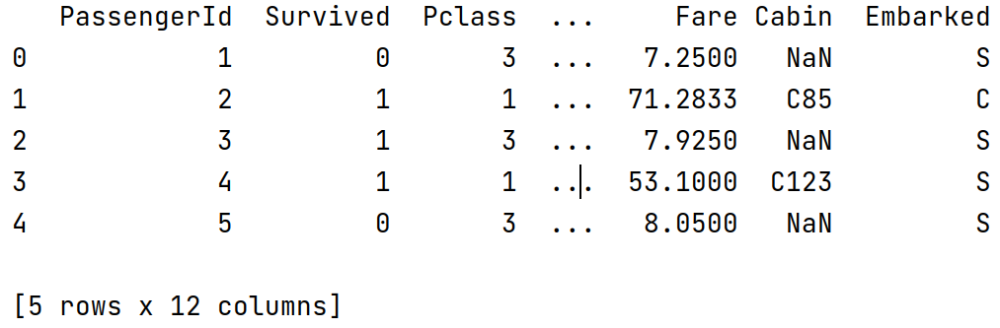 PassengerId Survived Pclass ... Fare Cabin Embarked
0 1 0 3 ... 7.2500 NaN S
1 2 1 1 ... 71.2833 C85 C
2 3 1 3 ... 7.9250 NaN S
3 4 1 1 ... 53.1000 C123 S
4 5 0 3 ... 8.0500 NaN S
[5 rows x 12 columns]